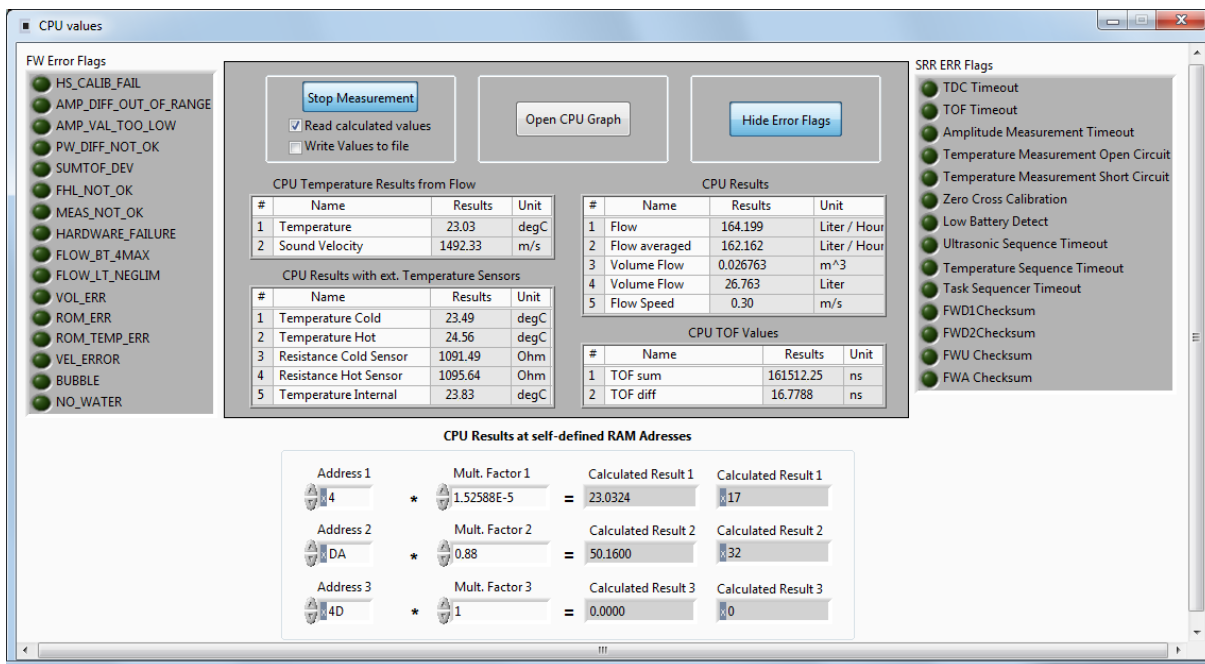 CPU values
FW Error Flags
HS_CALIB_FAIL
AMP_DIFF_OUT_OF_RANGE
AMP_VAL_TOO_LOW
PW_DIFF_NOT_OK
SUMTOF_DEV
FHL_NOT_OK
MEAS_NOT_OK
HARDWARE_FAILURE
FLOW_BT_4MAX
FLOW_LT_NEGLIM
VOL_ERR
ROM_ERR
ROM_TEMP_ERR
VEL_ERROR
BUBBLE
NO_WATER
Stop Measurement
Read calculated values
Write Values to file
Open CPU Graph
Hide Error Flags
CPU Temperature Results from Flow
# Name Results Unit
1 Temperature 23.03 degC
2 Sound Velocity 1492.33 m/s
CPU Results with ext. Temperature Sensors
# Name Results Unit
1 Temperature Cold 23.49 degC
2 Temperature Hot 24.56 degC
3 Resistance Cold Sensor 1091.49 Ohm
4 Resistance Hot Sensor 1095.64 Ohm
5 Temperature Internal 23.83 degC
CPU Results
# Name Results Unit
1 Flow 164.199 Liter / Hour
2 Flow averaged 162.162 Liter / Hour
3 Volume Flow 0.026763 m^3
4 Volume Flow 26.763 Liter
5 Flow Speed 0.30 m/s
CPU TOF Values
# Name Results Unit
1 TOF sum 161512.25 ns
2 TOF diff 16.7788 ns
SRR ERR Flags
TDC Timeout
TOF Timeout
Amplitude Measurement Timeout
Temperature Measurement Open Circuit
Temperature Measurement Short Circuit
Zero Cross Calibration
Low Battery Detect
Ultrasonic Sequence Timeout
Temperature Sequence Timeout
Task Sequencer Timeout
FWD1Checksum
FWD2Checksum
FWU Checksum
FWA Checksum
CPU Results at self-defined RAM Adresses
Address 1 Mult. Factor 1 Calculated Result 1 Calculated Result 1
x 4 * 1.52588E-5 = 23.0324 x 17
Address 2 Mult. Factor 2 Calculated Result 2 Calculated Result 2
x DA * 0.88 = 50.1600 x 32
Address 3 Mult. Factor 3 Calculated Result 3 Calculated Result 3
x 4D * 1 = 0.0000 x 0